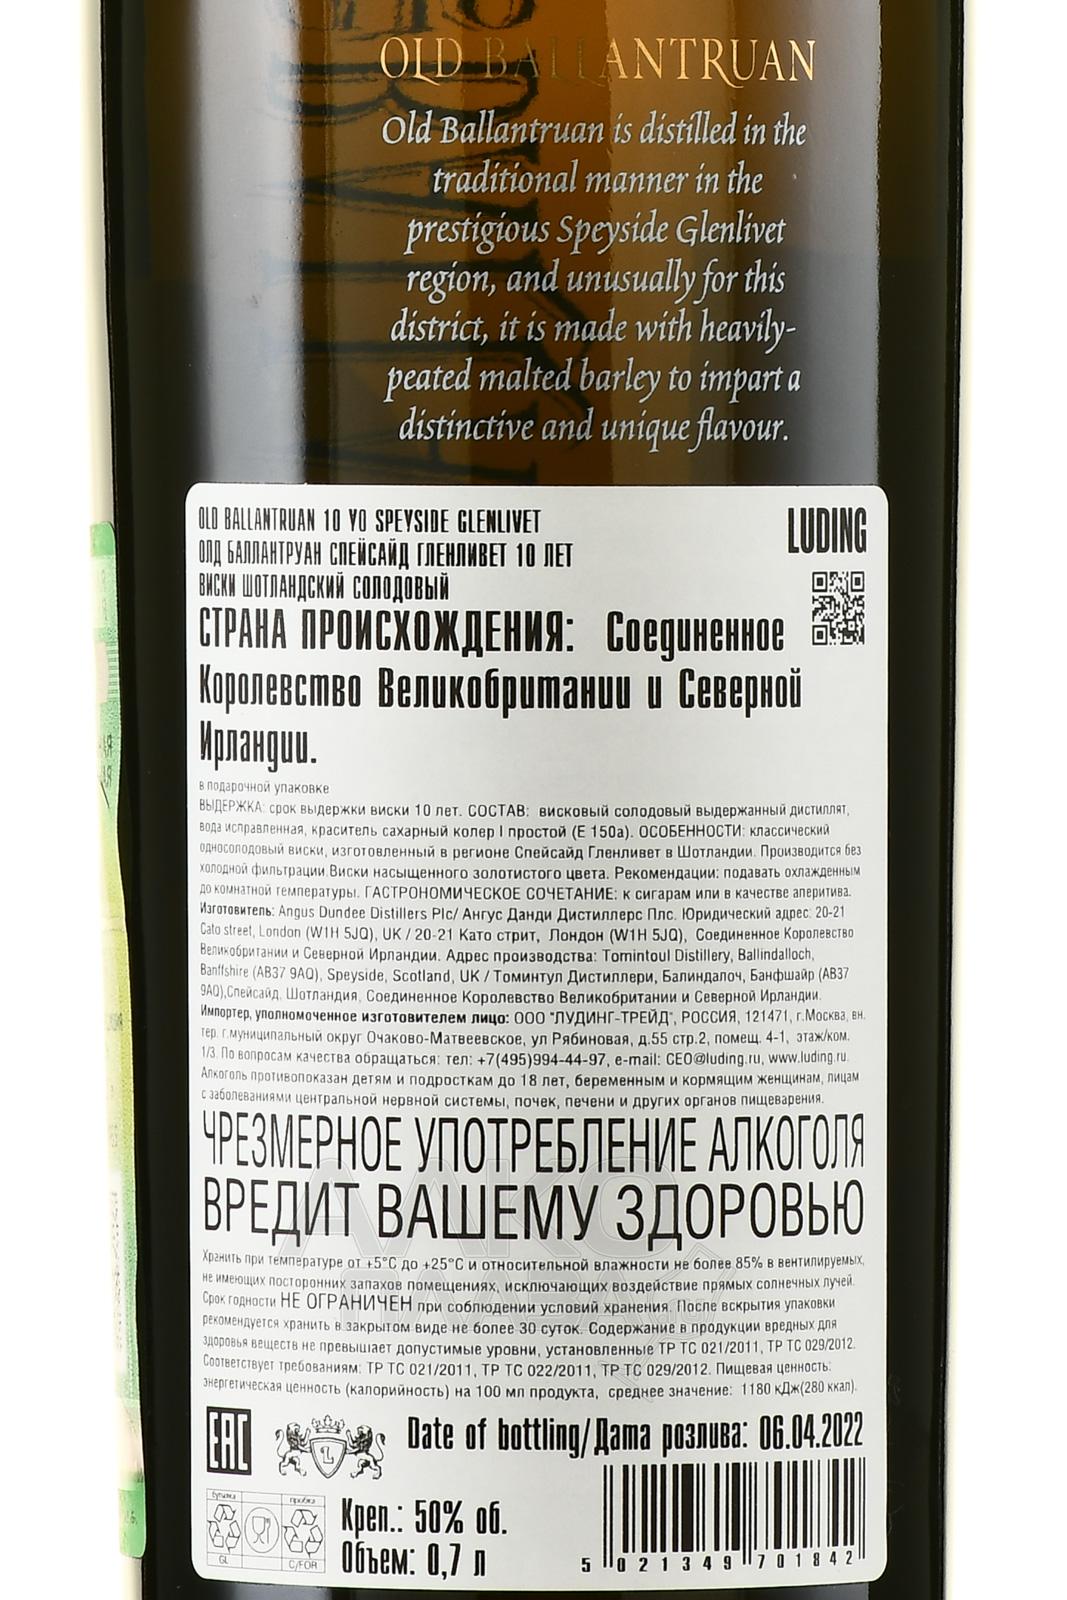 OLD BALLANTRUAN
Old Ballantruan is distilled in the
traditional manner in the
prestigious Speyside Glenlivet
region, and unusually for this
district, it is made with heavily-
peated malted barley to impart a
distinctive and unique flavour.
OLD BALLANTRUAN 10 YO SPEYSIDE GLENLIVET
LUDING
ОЛД БАЛЛАНТРУАН СПЕЙСАЙД ГЛЕНЛИВЕТ 10 ЛЕТ
ВИСКИ ШОТЛАНДСКИЙ СОЛОДОВЫЙ
СТРАНА ПРОИСХОЖДЕНИЯ: Соединенное
Королевство Великобритании и Северной
Ирландии.
в подарочной упаковке
ВЫДЕРЖКА: срок выдержки виски 10 лет. СОСТАВ: висковый солодовый выдержанный дистиллят,
вода исправленная, краситель сахарный колер I простой (Е 150а). ОСОБЕННОСТИ: классический
односолодовый виски, изготовленный в регионе Спейсайд Гленливет в Шотландии. Производится без
холодной фильтрации.Виски насыщенного золотистого цвета. Рекомендации: подавать охлажденным
до комнатной температуры. ГАСТРОНОМИЧЕСКОЕ СОЧЕТАНИЕ: к сигарам или в качестве аперитива.
Изготовитель: Angus Dundee Distillers Plc/ Ангус Данди Дистиллерс Плс. Юридический адрес: 20-21
Cato street, London (W1H 5JQ), UK / 20-21 Като стрит, Лондон (W1H 5JQ), Соединенное Королевство
Великобритании и Северной Ирландии. Адрес производства: Tomintoul Distillery, Ballindalloch,
Banffshire (AB37 9AQ), Speyside, Scotland, UK / Томинтул Дистиллери, Балиндалоч, Банфшайр (AB37
9AQ),Спейсайд, Шотландия, Соединенное Королевство Великобритании и Северной Ирландии.
Импортер, уполномоченное изготовителем лицо: ООО "ЛУДИНГ-ТРЕЙД", РОССИЯ, 121471, г.Москва, вн.
тер. г.муниципальный округ Очаково-Матвеевское, ул Рябиновая, д.55 стр.2, помещ. 4-1, этаж/ком.
1/3. По вопросам качества обращаться: тел: +7(495)994-44-97, e-mail: CEO@luding.ru, www.luding.ru.
Алкоголь противопоказан детям и подросткам до 18 лет, беременным и кормящим женщинам, лицам
с заболеваниями центральной нервной системы, почек, печени и других органов пищеварения.
ЧРЕЗМЕРНОЕ УПОТРЕБЛЕНИЕ АЛКОГОЛЯ
ВРЕДИТ ВАШЕМУ ЗДОРОВЬЮ
Хранить при температуре от +5°С до +25°С и относительной влажности не более 85% в вентилируемых,
не имеющих посторонних запахов помещениях, исключающих воздействие прямых солнечных лучей.
Срок годности НЕ ОГРАНИЧЕН при соблюдении условий хранения. После вскрытия упаковки
рекомендуется хранить в закрытом виде не более 30 суток. Содержание в продукции вредных для
здоровья веществ не превышает допустимые уровни, установленные ТР ТС 021/2011, ТР ТС 029/2012.
Соответствует требованиям: ТР ТС 021/2011, ТР ТС 022/2011, ТР ТС 029/2012. Пищевая ценность:
энергетическая ценность (калорийность) на 100 мл продукта, среднее значение: 1180 кДж(280 ккал).
EAC
L
Date of bottling/Дата розлива: 06.04.2022
бутылка
пробка
GL
C/FOR
Креп.: 50% об.
Объем: 0,7 л
5 021349 701842